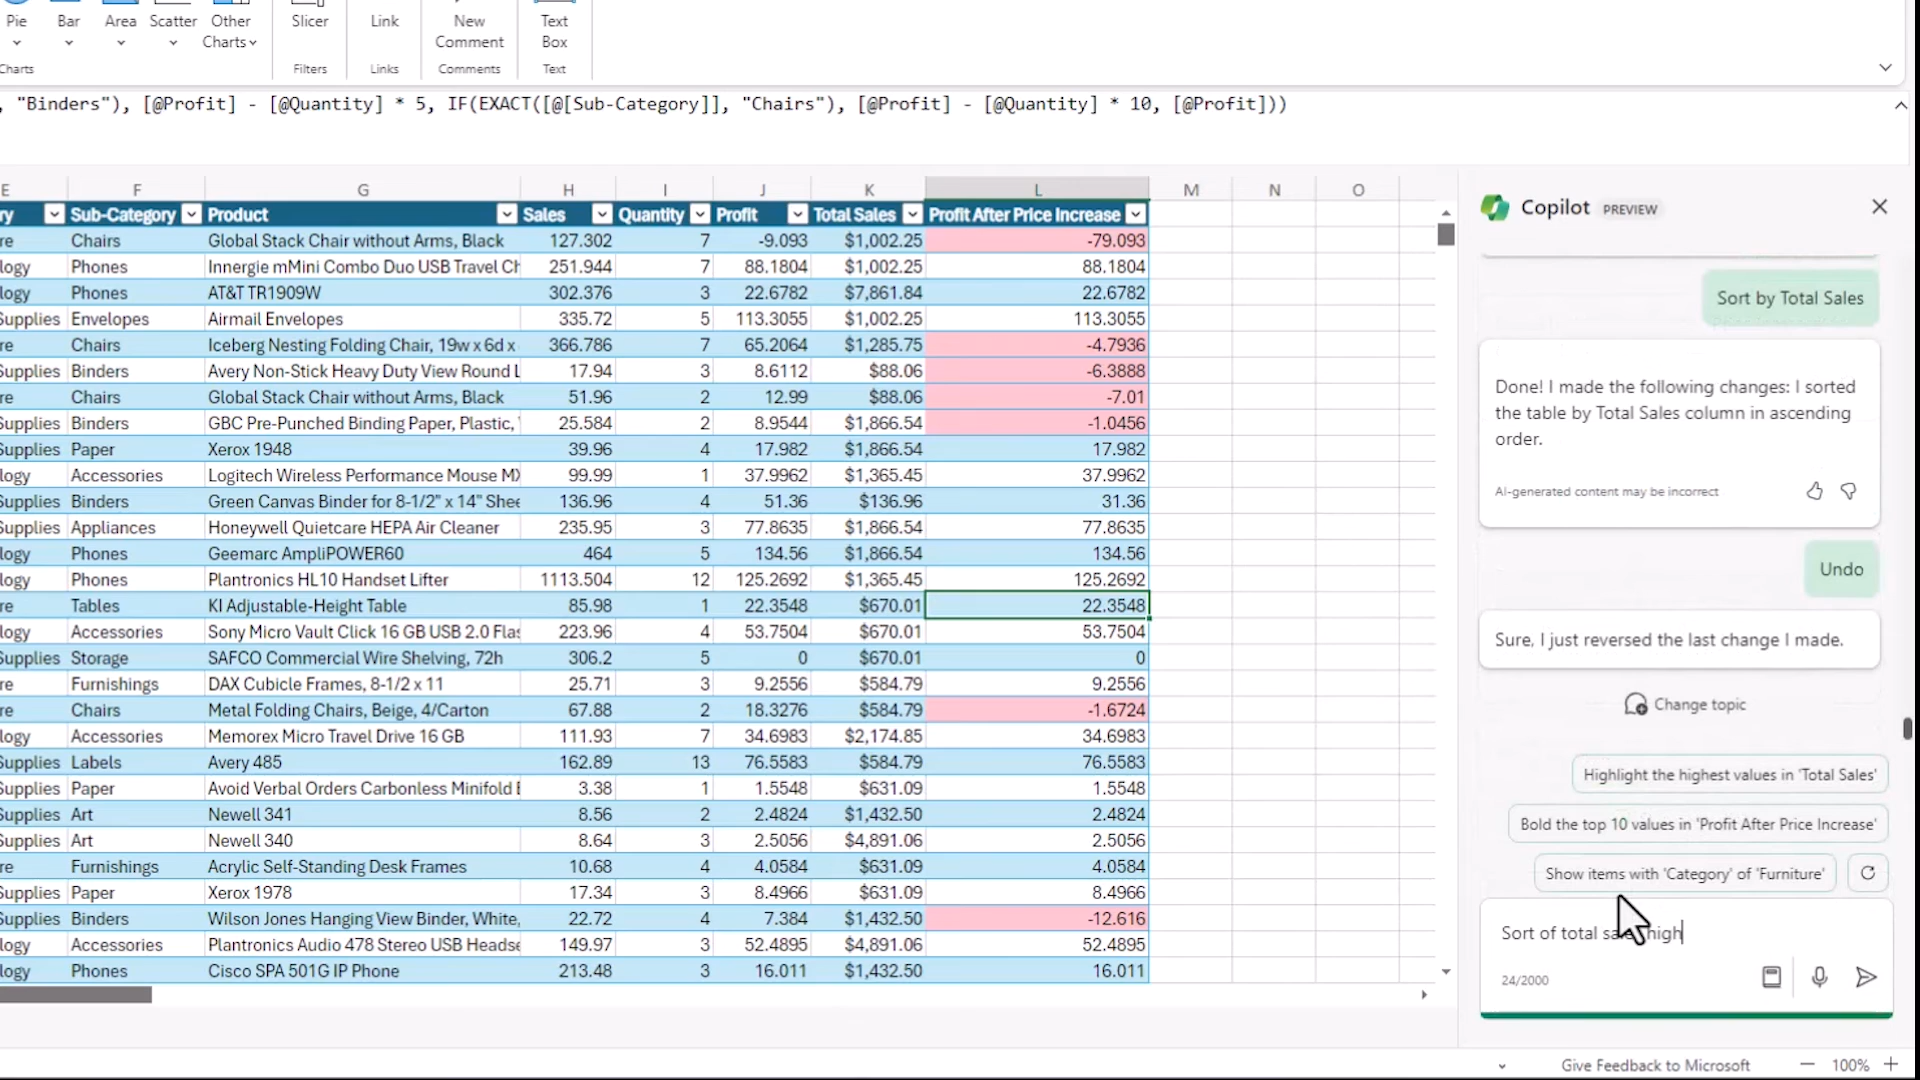 Pie Bar Area Scatter Other Charts Slicer Link New Comment Text Box
Charts Filters Links Comments Text
, "Binders"), [@Profit] - [@Quantity] * 5, IF(EXACT([@[Sub-Category]], "Chairs"), [@Profit] - [@Quantity] * 10, [@Profit]))
E F G H I J K L M N O
ry Sub-Category Product Sales Quantity Profit Total Sales Profit After Price Increase
re Chairs Global Stack Chair without Arms, Black 127.302 7 -9.093 $1,002.25 -79.093
logy Phones Innergie mMini Combo Duo USB Travel Ch 251.944 7 88.1804 $1,002.25 88.1804
logy Phones AT&T TR1909W 302.376 3 22.6782 $7,861.84 22.6782
Supplies Envelopes Airmail Envelopes 335.72 5 113.3055 $1,002.25 113.3055
re Chairs Iceberg Nesting Folding Chair, 19w x 6d x 366.786 7 65.2064 $1,285.75 -4.7936
Supplies Binders Avery Non-Stick Heavy Duty View Round L 17.94 3 8.6112 $88.06 -6.3888
re Chairs Global Stack Chair without Arms, Black 51.96 2 12.99 $88.06 -7.01
Supplies Binders GBC Pre-Punched Binding Paper, Plastic, 25.584 2 8.9544 $1,866.54 -1.0456
Supplies Paper Xerox 1948 39.96 4 17.982 $1,866.54 17.982
logy Accessories Logitech Wireless Performance Mouse MX 99.99 1 37.9962 $1,365.45 37.9962
Supplies Binders Green Canvas Binder for 8-1/2" x 14" Shee 136.96 4 51.36 $136.96 31.36
Supplies Appliances Honeywell Quietcare HEPA Air Cleaner 235.95 3 77.8635 $1,866.54 77.8635
logy Phones Geemarc AmpliPOWER60 464 5 134.56 $1,866.54 134.56
logy Phones Plantronics HL10 Handset Lifter 1113.504 12 125.2692 $1,365.45 125.2692
re Tables KI Adjustable-Height Table 85.98 1 22.3548 $670.01 22.3548
logy Accessories Sony Micro Vault Click 16 GB USB 2.0 Flas 223.96 4 53.7504 $670.01 53.7504
Supplies Storage SAFCO Commercial Wire Shelving, 72h 306.2 5 0 $670.01 0
re Furnishings DAX Cubicle Frames, 8-1/2 x 11 25.71 3 9.2556 $584.79 9.2556
re Chairs Metal Folding Chairs, Beige, 4/Carton 67.88 2 18.3276 $584.79 -1.6724
logy Accessories Memorex Micro Travel Drive 16 GB 111.93 7 34.6983 $2,174.85 34.6983
Supplies Labels Avery 485 162.89 13 76.5583 $584.79 76.5583
Supplies Paper Avoid Verbal Orders Carbonless Minifold B 3.38 1 1.5548 $631.09 1.5548
Supplies Art Newell 341 8.56 2 2.4824 $1,432.50 2.4824
Supplies Art Newell 340 8.64 3 2.5056 $4,891.06 2.5056
re Furnishings Acrylic Self-Standing Desk Frames 10.68 4 4.0584 $631.09 4.0584
Supplies Paper Xerox 1978 17.34 3 8.4966 $631.09 8.4966
Supplies Binders Wilson Jones Hanging View Binder, White, 22.72 4 7.384 $1,432.50 -12.616
logy Accessories Plantronics Audio 478 Stereo USB Headse 149.97 3 52.4895 $4,891.06 52.4895
logy Phones Cisco SPA 501G IP Phone 213.48 3 16.011 $1,432.50 16.011
Copilot PREVIEW
Sort by Total Sales
Done! I made the following changes: I sorted
the table by Total Sales column in ascending
order.
AI-generated content may be incorrect
Undo
Sure, I just reversed the last change I made.
Change topic
Highlight the highest values in 'Total Sales'
Bold the top 10 values in 'Profit After Price Increase'
Show items with 'Category' of 'Furniture'
Sort of total high
24/2000
Give Feedback to Microsoft 100%